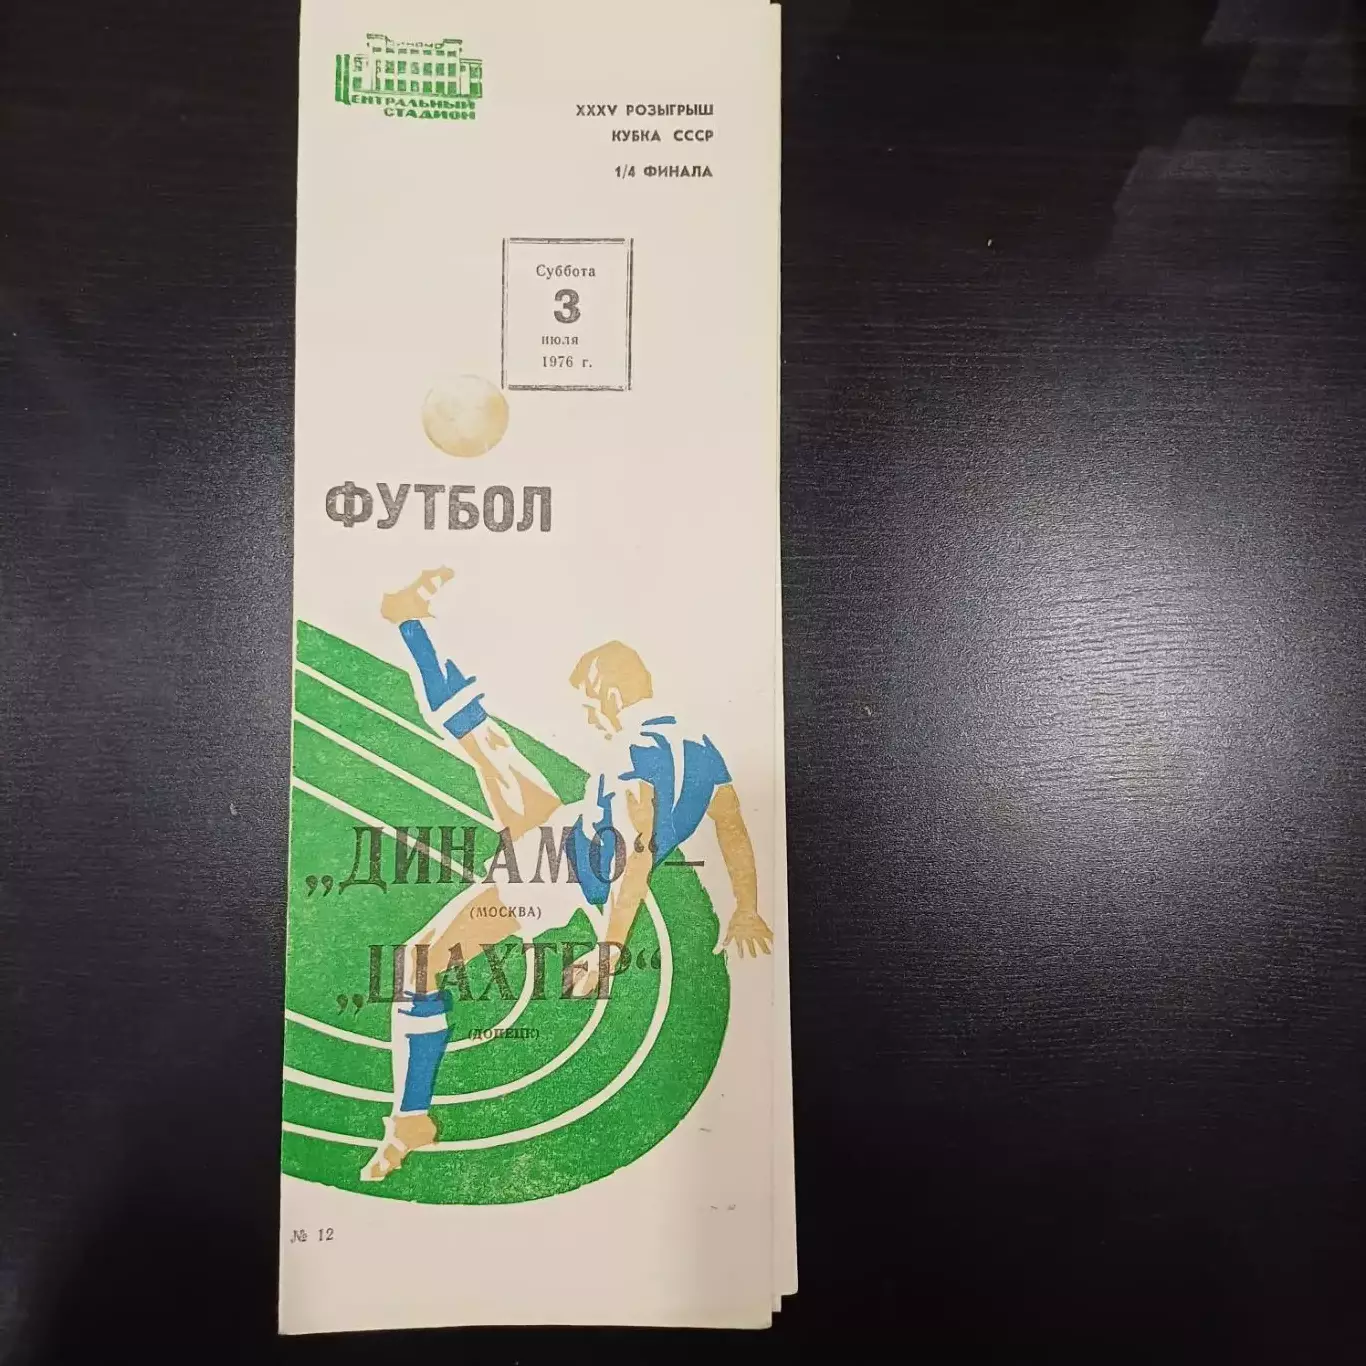 ДИНАМО
ЦЕНТРАЛЬНЫЙ
СТАДИОН
XXXV РОЗЫГРЫШ
КУБКА СССР
1/4 ФИНАЛА
Суббота
3
июля
1976 г.
ФУТБОЛ
„ДИНАМО“—
(МОСКВА)
„ШАХТЕР“
(ДОНЕЦК)
№ 12